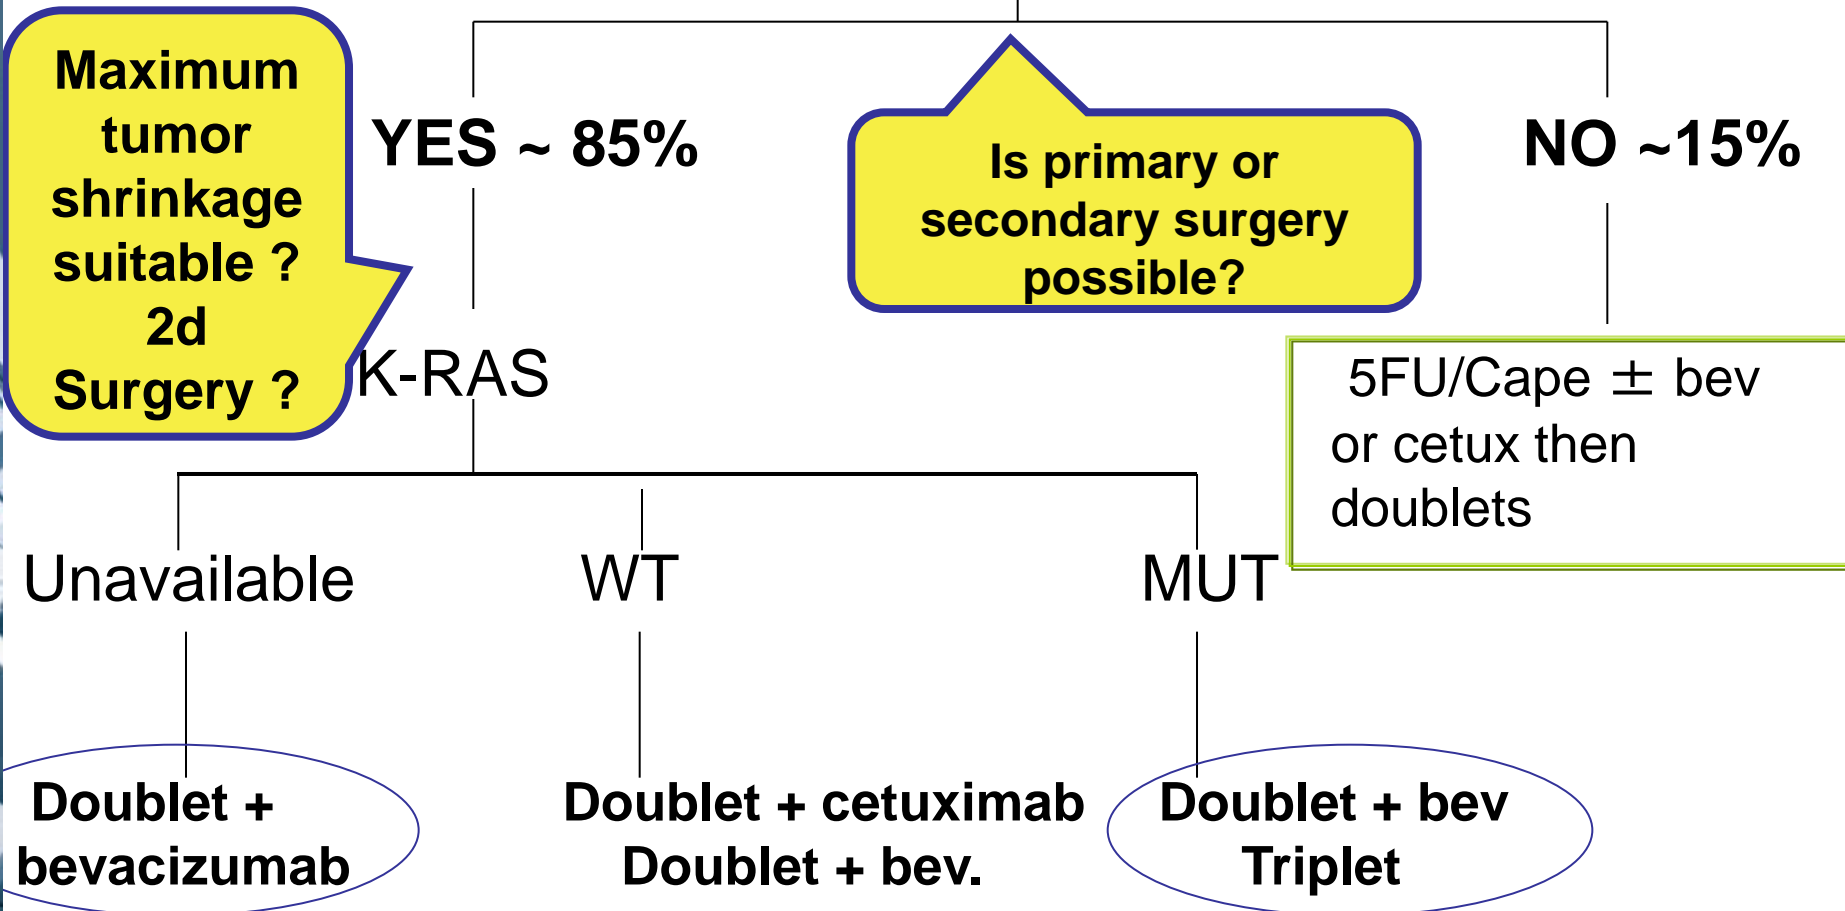 Maximum
tumor
shrinkage
suitable ?
2d
Surgery ?
YES ~ 85%
Is primary or
secondary surgery
possible?
NO ~15%
K-RAS
5FU/Cape ± bev
or cetux then
doublets
Unavailable
WT
MUT
Doublet +
bevacizumab
Doublet + cetuximab
Doublet + bev.
Doublet + bev
Triplet